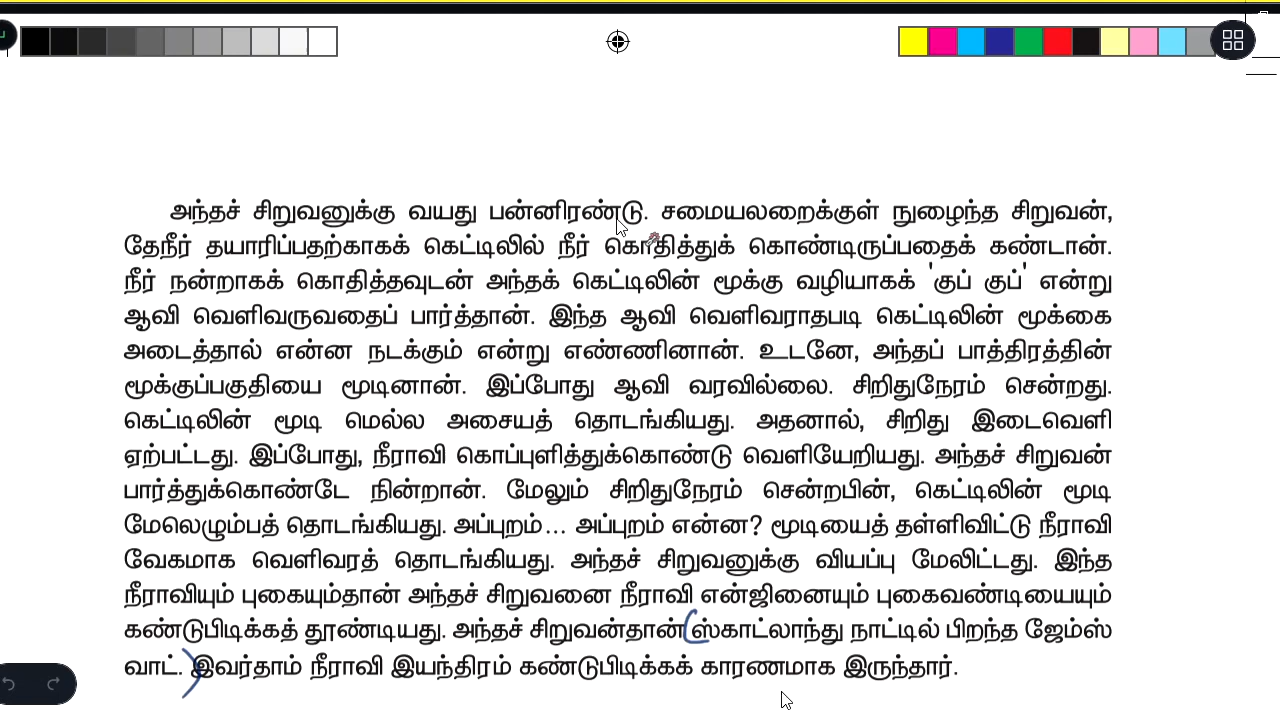 அந்தச் சிறுவனுக்கு வயது பன்னிரண்டு. சமையலறைக்குள் நுழைந்த சிறுவன்,
தேநீர் தயாரிப்பதற்காகக் கெட்டிலில் நீர் கொதித்துக் கொண்டிருப்பதைக் கண்டான்.
நீர் நன்றாகக் கொதித்தவுடன் அந்தக் கெட்டிலின் மூக்கு வழியாகக் 'குப் குப்' என்று
ஆவி வெளிவருவதைப் பார்த்தான். இந்த ஆவி வெளிவராதபடி கெட்டிலின் மூக்கை
அடைத்தால் என்ன நடக்கும் என்று எண்ணினான். உடனே, அந்தப் பாத்திரத்தின்
மூக்குப்பகுதியை மூடினான். இப்போது ஆவி வரவில்லை. சிறிதுநேரம் சென்றது.
கெட்டிலின் மூடி மெல்ல அசையத் தொடங்கியது. அதனால், சிறிது இடைவெளி
ஏற்பட்டது. இப்போது, நீராவி கொப்புளித்துக்கொண்டு வெளியேறியது. அந்தச் சிறுவன்
பார்த்துக்கொண்டே நின்றான். மேலும் சிறிதுநேரம் சென்றபின், கெட்டிலின் மூடி
மேலெழும்பத் தொடங்கியது. அப்புறம்... அப்புறம் என்ன? மூடியைத் தள்ளிவிட்டு நீராவி
வேகமாக வெளிவரத் தொடங்கியது. அந்தச் சிறுவனுக்கு வியப்பு மேலிட்டது. இந்த
நீராவியும் புகையும்தான் அந்தச் சிறுவனை நீராவி என்ஜினையும் புகைவண்டியையும்
கண்டுபிடிக்கத் தூண்டியது. அந்தச் சிறுவன்தான் (ஸ்காட்லாந்து நாட்டில் பிறந்த ஜேம்ஸ்
வாட்.) இவர்தாம் நீராவி இயந்திரம் கண்டுபிடிக்கக் காரணமாக இருந்தார்.